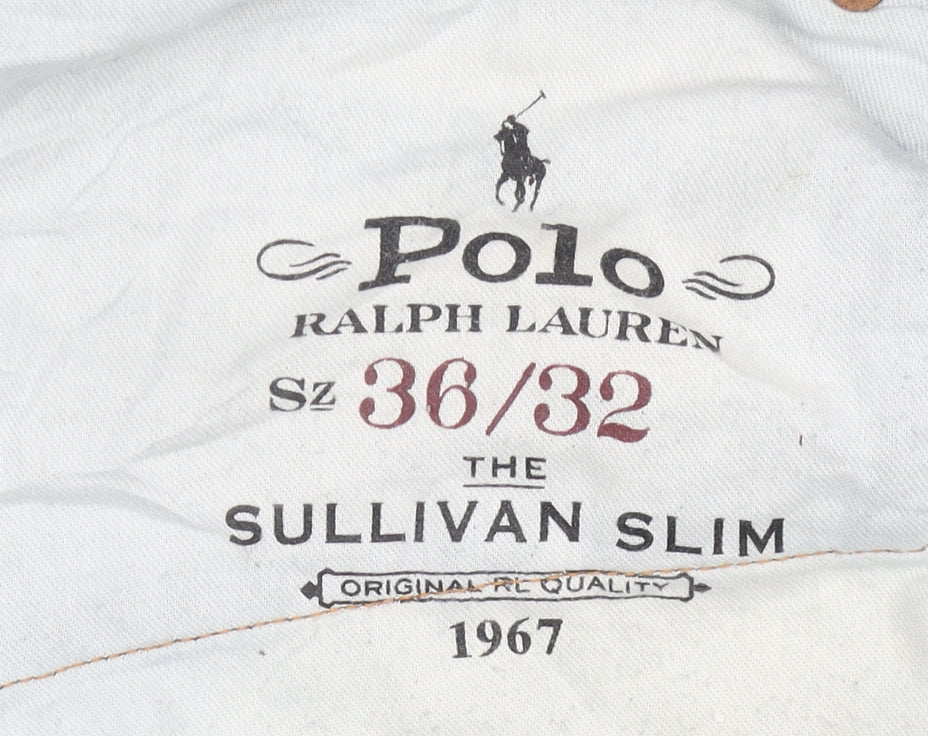 Polo
RALPH LAUREN
Sz 36/32
THE
SULLIVAN SLIM
ORIGINAL RL QUALITY
1967